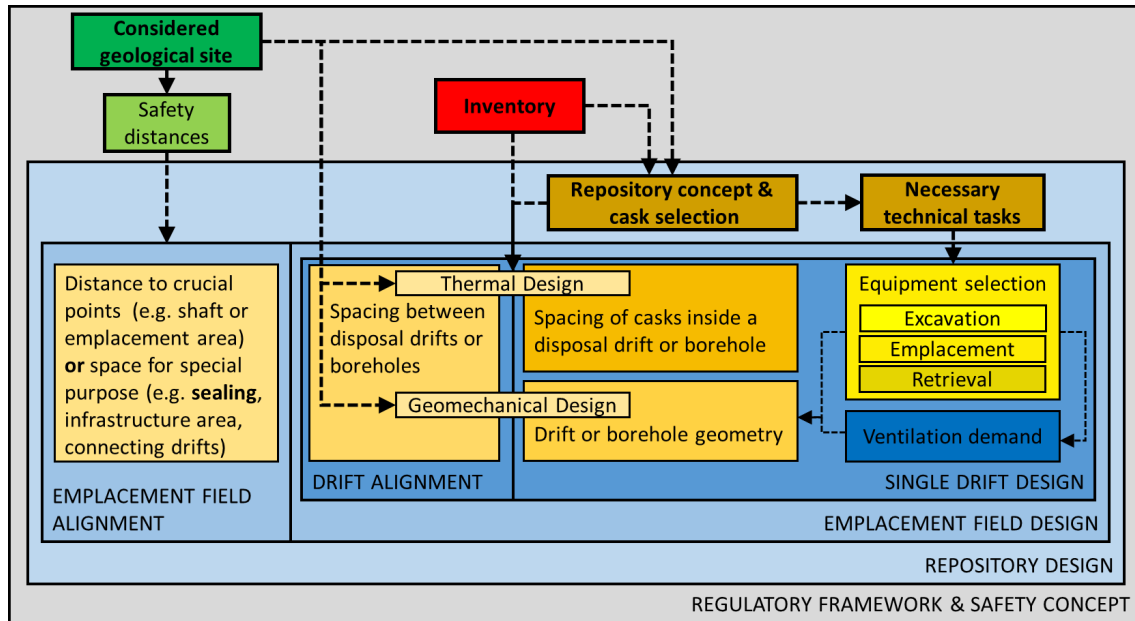 Considered
geological site
Safety
distances
Inventory
Repository concept &
cask selection
Necessary
technical tasks
Distance to crucial
points (e.g. shaft or
emplacement area)
or space for special
purpose (e.g. sealing,
infrastructure area,
connecting drifts)
EMPLACEMENT FIELD
ALIGNMENT
Thermal Design
Spacing between
disposal drifts or
boreholes
Geomechanical Design
DRIFT ALIGNMENT
Spacing of casks inside a
disposal drift or borehole
Drift or borehole geometry
Equipment selection
Excavation
Emplacement
Retrieval
Ventilation demand
SINGLE DRIFT DESIGN
EMPLACEMENT FIELD DESIGN
REPOSITORY DESIGN
REGULATORY FRAMEWORK & SAFETY CONCEPT